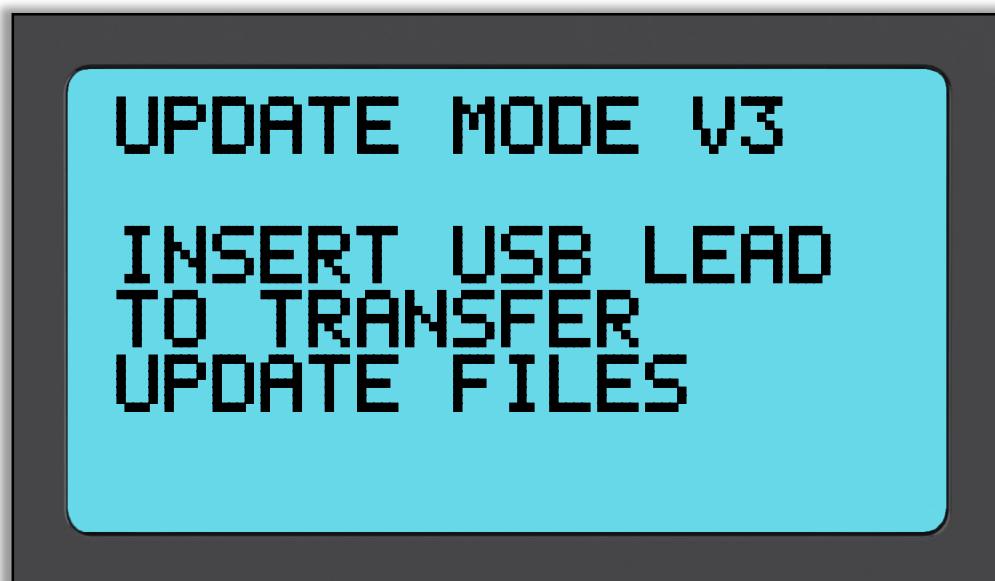 UPDATE MODE V3
INSERT USB LEAD
TO TRANSFER
UPDATE FILES